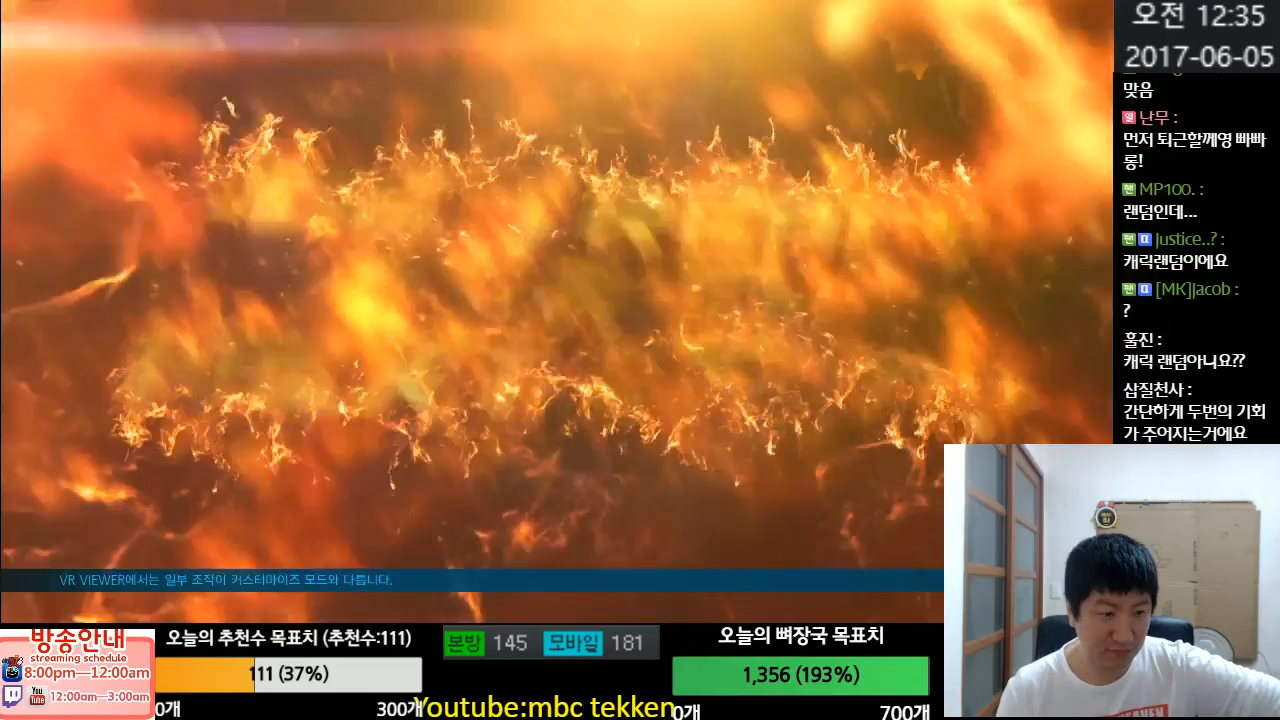 오전 12:35
2017-06-05
맞음
열 난무 :
먼저 퇴근할께영 빠빠
롱!
팬 MP100. :
랜덤인데...
팬 Justice..? :
캐릭랜덤이에요
팬 [MK]Jacob :
?
훌진 :
캐릭 랜덤아니요??
삽질천사 :
간단하게 두번의 기회
가 주어지는거에요
VR VIEWER에서는 일부 조작이 커스터마이즈 모드와 다릅니다.
방송안내
streaming schedule
8:00pm—12:00am
You Tube 12:00am—3:00am
오늘의 추천수 목표치 (추천수:111)
111 (37%)
0개 300개
본방 145 모바일 181
Youtube:mbc tekken
오늘의 뼈장국 목표치
1,356 (193%)
0개 700개